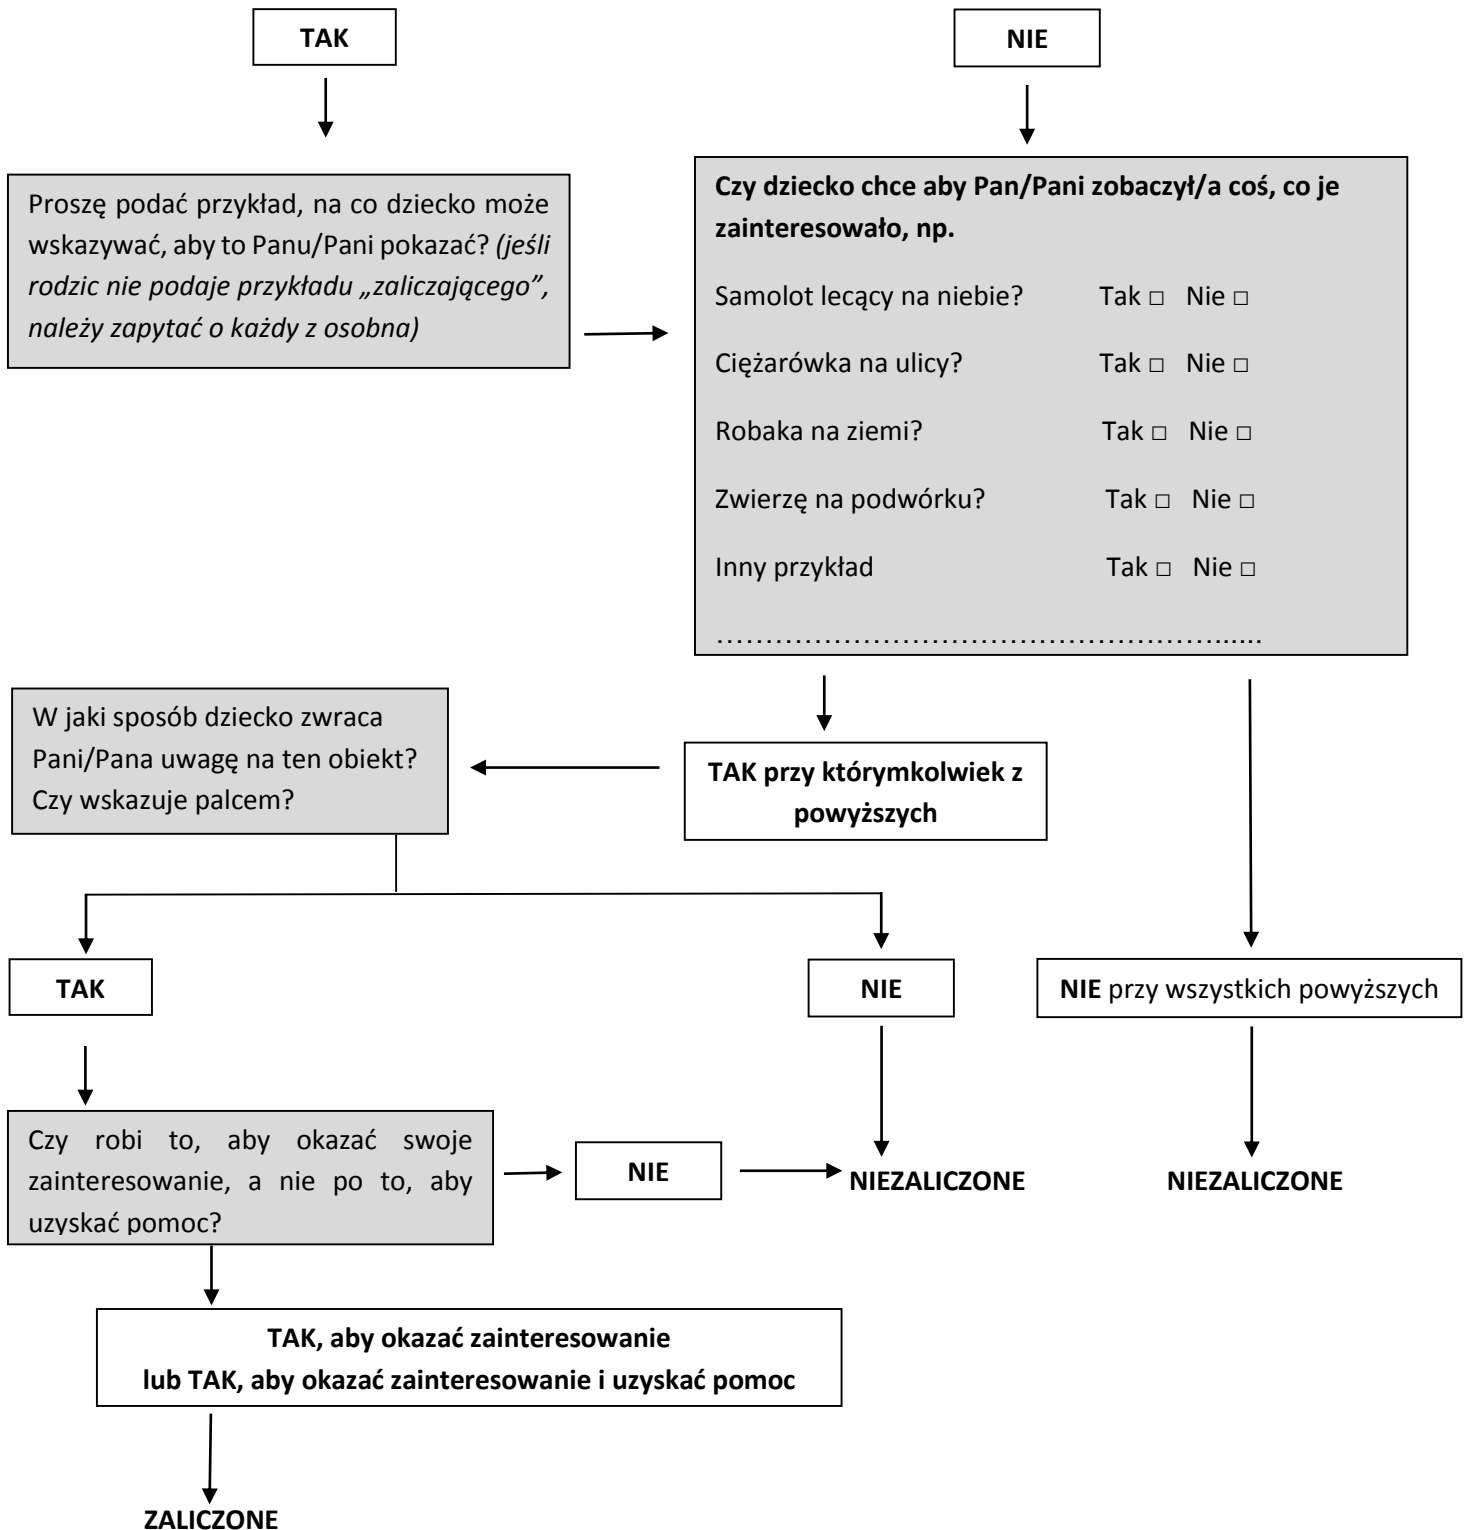 TAK
NIE
Proszę podać przykład, na co dziecko może
wskazywać, aby to Panu/Pani pokazać? (jeśli
rodzic nie podaje przykładu „zaliczającego”,
należy zapytać o każdy z osobna)
Czy dziecko chce aby Pan/Pani zobaczył/a coś, co je
zainteresowało, np.
Samolot lecący na niebie? Tak □ Nie □
Ciężarówka na ulicy? Tak □ Nie □
Robaka na ziemi? Tak □ Nie □
Zwierzę na podwórku? Tak □ Nie □
Inny przykład Tak □ Nie □
…………………………………………………......
W jaki sposób dziecko zwraca
Pani/Pana uwagę na ten obiekt?
Czy wskazuje palcem?
TAK przy którymkolwiek z
powyższych
TAK
NIE
NIE przy wszystkich powyższych
Czy robi to, aby okazać swoje
zainteresowanie, a nie po to, aby
uzyskać pomoc?
NIE
NIEZALICZONE
NIEZALICZONE
TAK, aby okazać zainteresowanie
lub TAK, aby okazać zainteresowanie i uzyskać pomoc
ZALICZONE